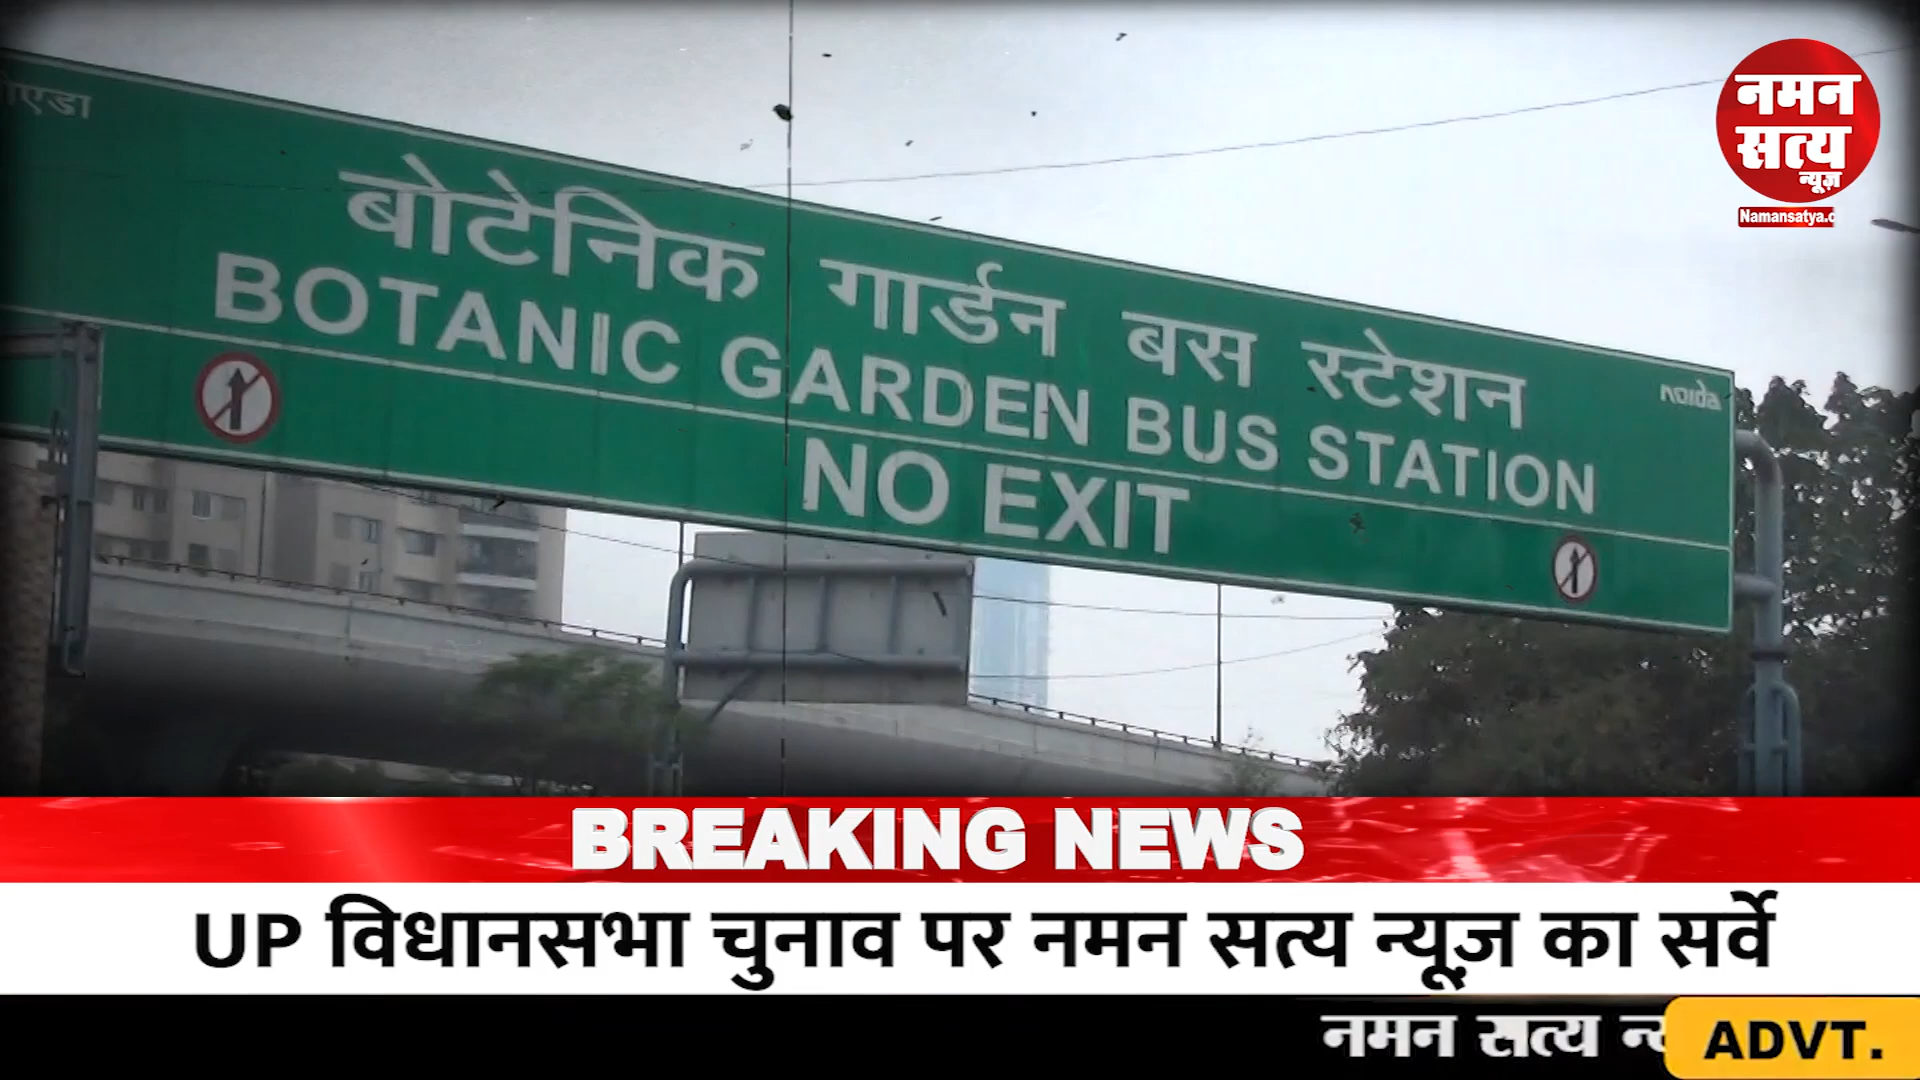 नमन
सत्य
न्यूज़
Namansatya.c
बोटेनिक गार्डन बस स्टेशन
noida
BOTANIC GARDEN BUS STATION
NO EXIT
BREAKING NEWS
UP विधानसभा चुनाव पर नमन सत्य न्यूज़ का सर्वे
नमन सत्य
ADVT.